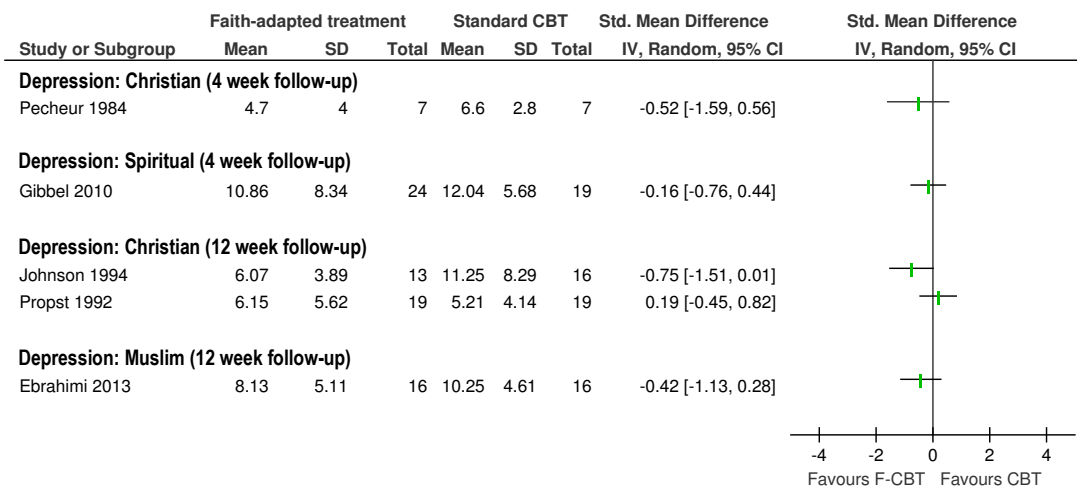 Faith-adapted treatment Standard CBT Std. Mean Difference Std. Mean Difference
Study or Subgroup Mean SD Total Mean SD Total IV, Random, 95% CI IV, Random, 95% CI
Depression: Christian (4 week follow-up)
Pecheur 1984 4.7 4 7 6.6 2.8 7 -0.52 [-1.59, 0.56]
Depression: Spiritual (4 week follow-up)
Gibbel 2010 10.86 8.34 24 12.04 5.68 19 -0.16 [-0.76, 0.44]
Depression: Christian (12 week follow-up)
Johnson 1994 6.07 3.89 13 11.25 8.29 16 -0.75 [-1.51, 0.01]
Propst 1992 6.15 5.62 19 5.21 4.14 19 0.19 [-0.45, 0.82]
Depression: Muslim (12 week follow-up)
Ebrahimi 2013 8.13 5.11 16 10.25 4.61 16 -0.42 [-1.13, 0.28]
-4 -2 0 2 4
Favours F-CBT Favours CBT